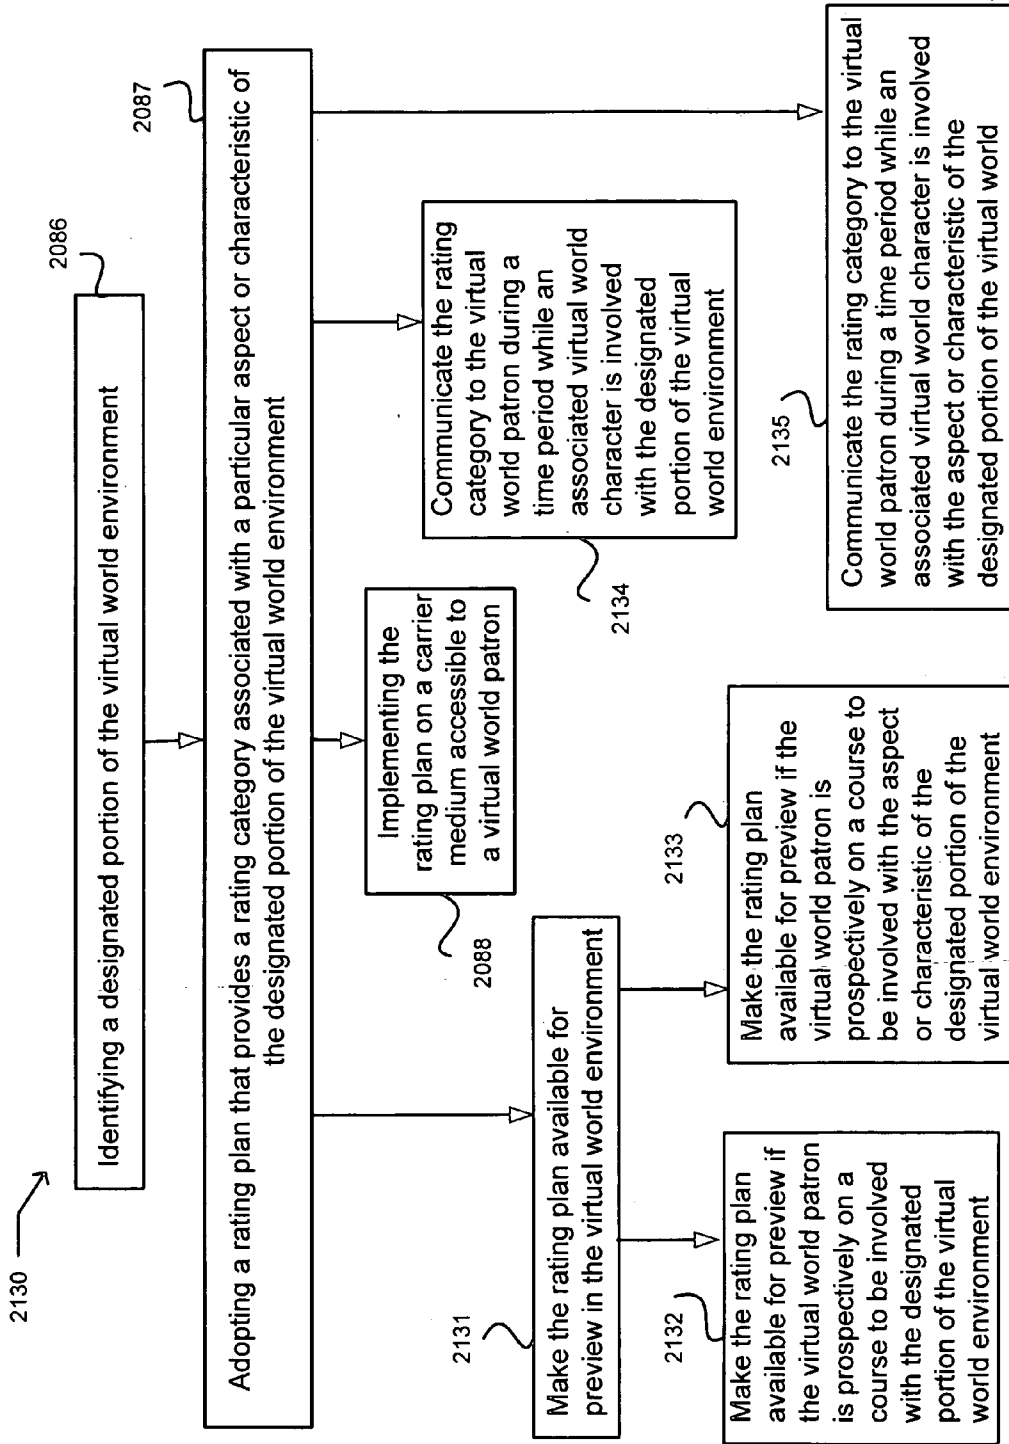 2130
2086
Identifying a designated portion of the virtual world environment
2087
Adopting a rating plan that provides a rating category associated with a particular aspect or characteristic of
the designated portion of the virtual world environment
2131
Make the rating plan available for
preview in the virtual world environment
2132
Make the rating plan
available for preview if
the virtual world patron
is prospectively on a
course to be involved
with the designated
portion of the virtual
world environment
2133
Make the rating plan
available for preview if the
virtual world patron is
prospectively on a course to
be involved with the aspect
or characteristic of the
designated portion of the
virtual world environment
2088
Implementing the
rating plan on a carrier
medium accessible to
a virtual world patron
2134
Communicate the rating
category to the virtual
world patron during a
time period while an
associated virtual world
character is involved
with the designated
portion of the virtual
world environment
2135
Communicate the rating category to the virtual
world patron during a time period while an
associated virtual world character is involved
with the aspect or characteristic of the
designated portion of the virtual world